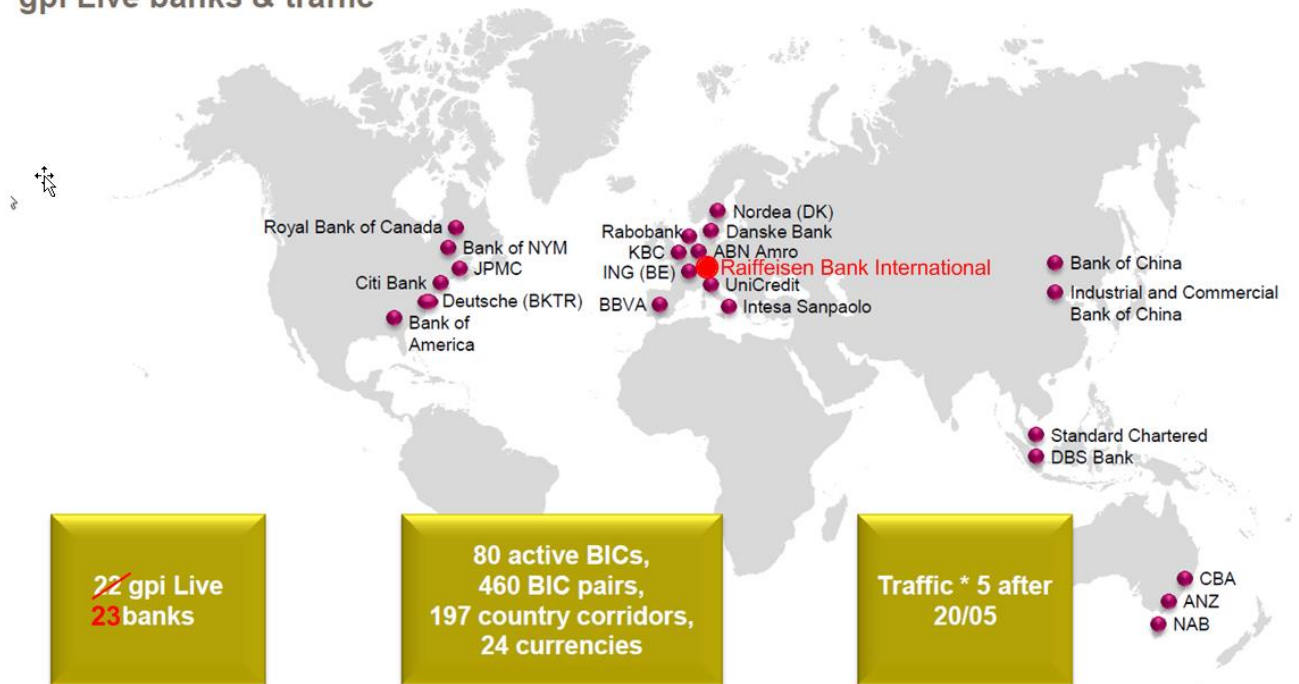 gpi Live banks & traffic
Nordea (DK)
Royal Bank of Canada
Rabobank
Danske Bank
Bank of NYM
KBC
ABN Amro
JPMC
ING (BE)
Raiffeisen Bank International
Bank of China
Citi Bank
UniCredit
Deutsche (BKTR)
BBVA
Intesa Sanpaolo
Industrial and Commercial
Bank of China
Bank of
America
Standard Chartered
DBS Bank
22 gpi Live
23 banks
80 active BICs,
460 BIC pairs,
197 country corridors,
24 currencies
Traffic * 5 after
20/05
CBA
ANZ
NAB